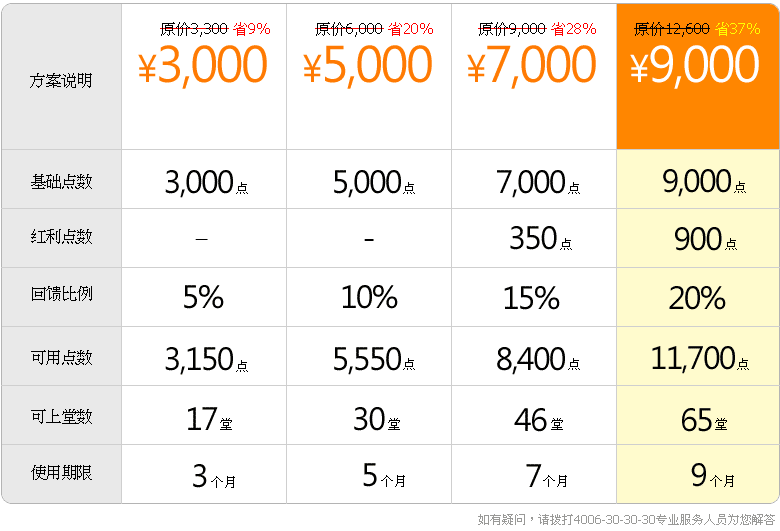 原价3,300 省9% 原价6,000 省20% 原价9,000 省28% 原价12,600 省37%
方案说明 ¥3,000 ¥5,000 ¥7,000 ¥9,000
基础点数 3,000点 5,000点 7,000点 9,000点
红利点数 – - 350点 900点
回馈比例 5% 10% 15% 20%
可用点数 3,150点 5,550点 8,400点 11,700点
可上堂数 17堂 30堂 46堂 65堂
使用期限 3个月 5个月 7个月 9个月
如有疑问，请拨打4006-30-30-30专业服务人员为您解答